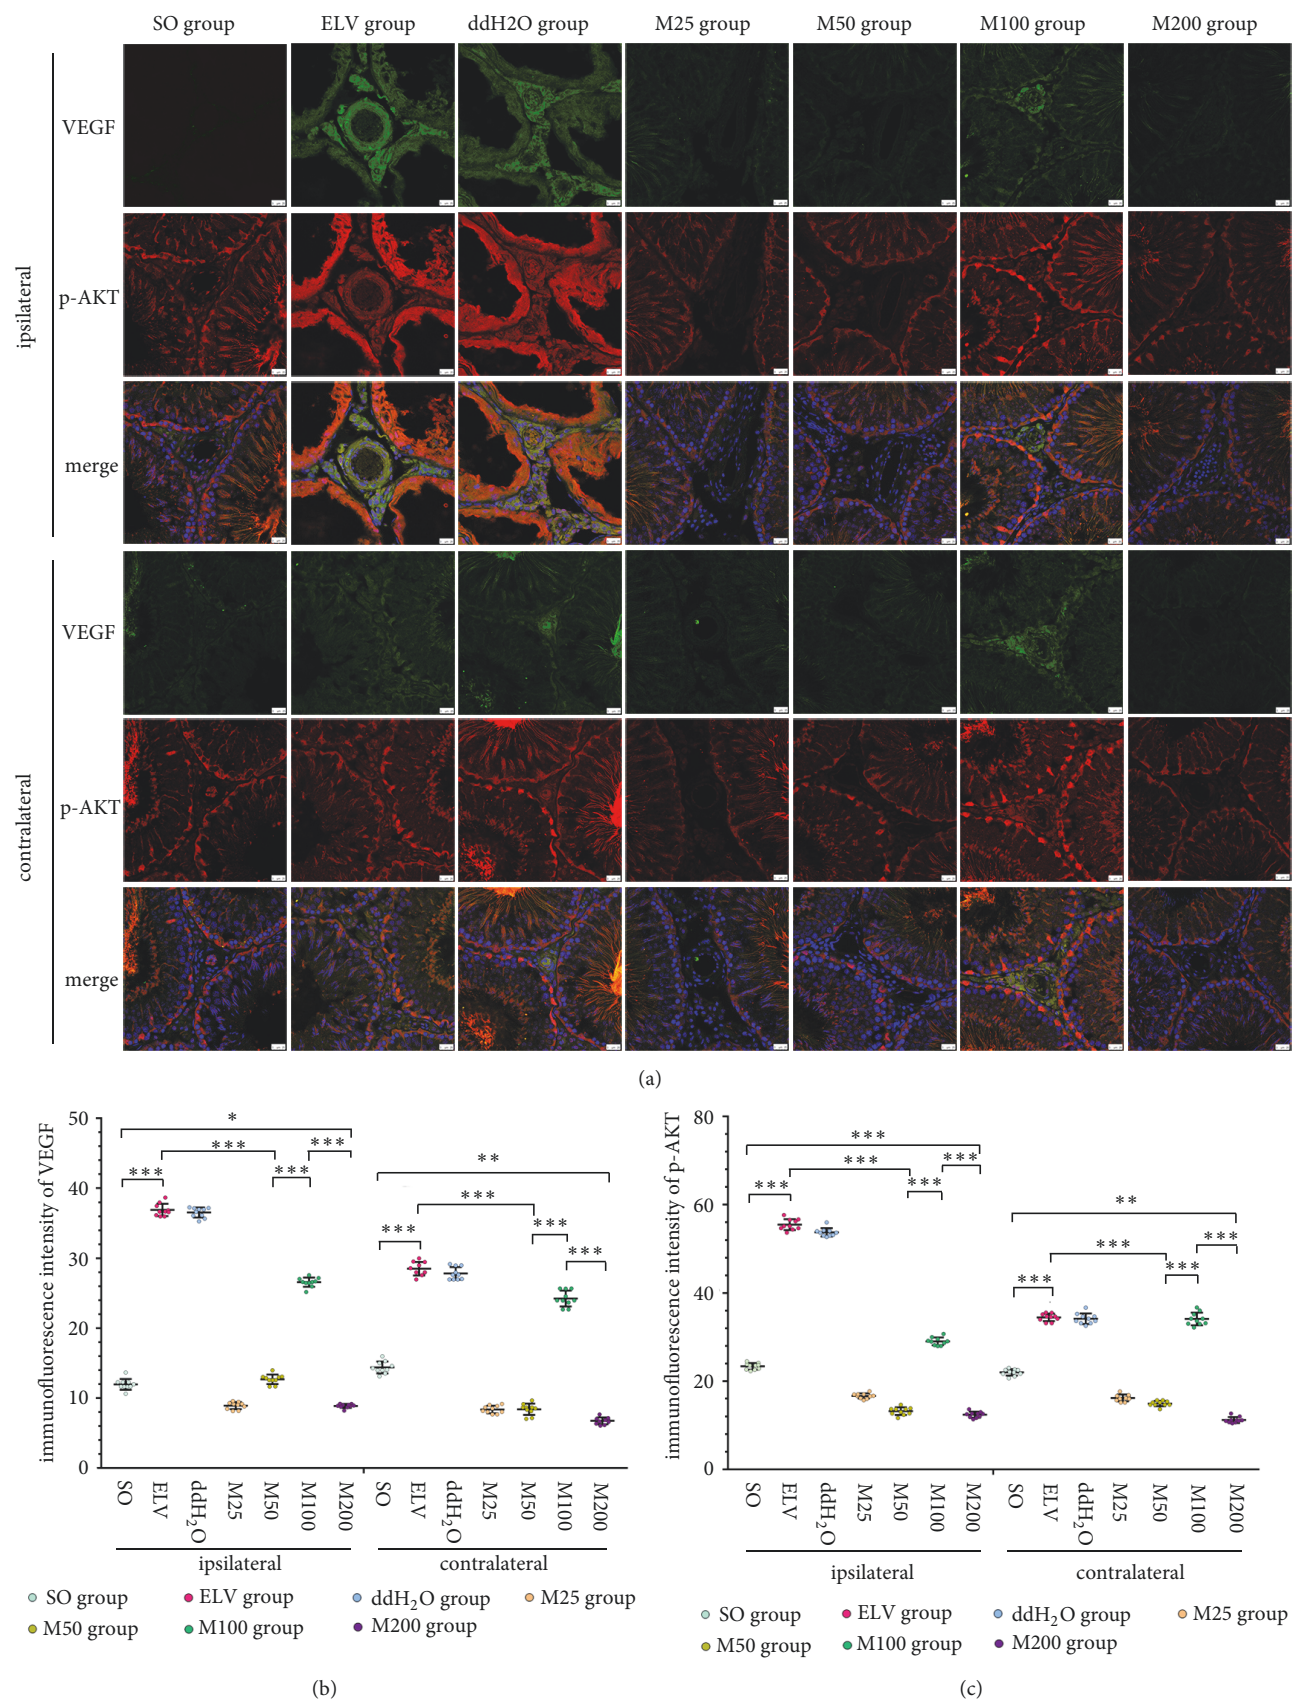 SO group ELV group ddH2O group M25 group M50 group M100 group M200 group
ipsilateral
VEGF
p-AKT
merge
contralateral
VEGF
p-AKT
merge
(a)
immunofluorescence intensity of VEGF
50
40
30
20
10
0
*
*** *** *** ***
**
*** *** *** ***
SO ELV ddH₂O M25 M50 M100 M200 SO ELV ddH₂O M25 M50 M100 M200
ipsilateral contralateral
SO group ELV group ddH₂O group M25 group
M50 group M100 group M200 group
(b)
immunofluorescence intensity of p-AKT
80
60
40
20
0
***
*** *** *** ***
**
*** *** *** ***
SO ELV ddH₂O M25 M50 M100 M200 SO ELV ddH₂O M25 M50 M100 M200
ipsilateral contralateral
SO group ELV group ddH₂O group M25 group
M50 group M100 group M200 group
(c)